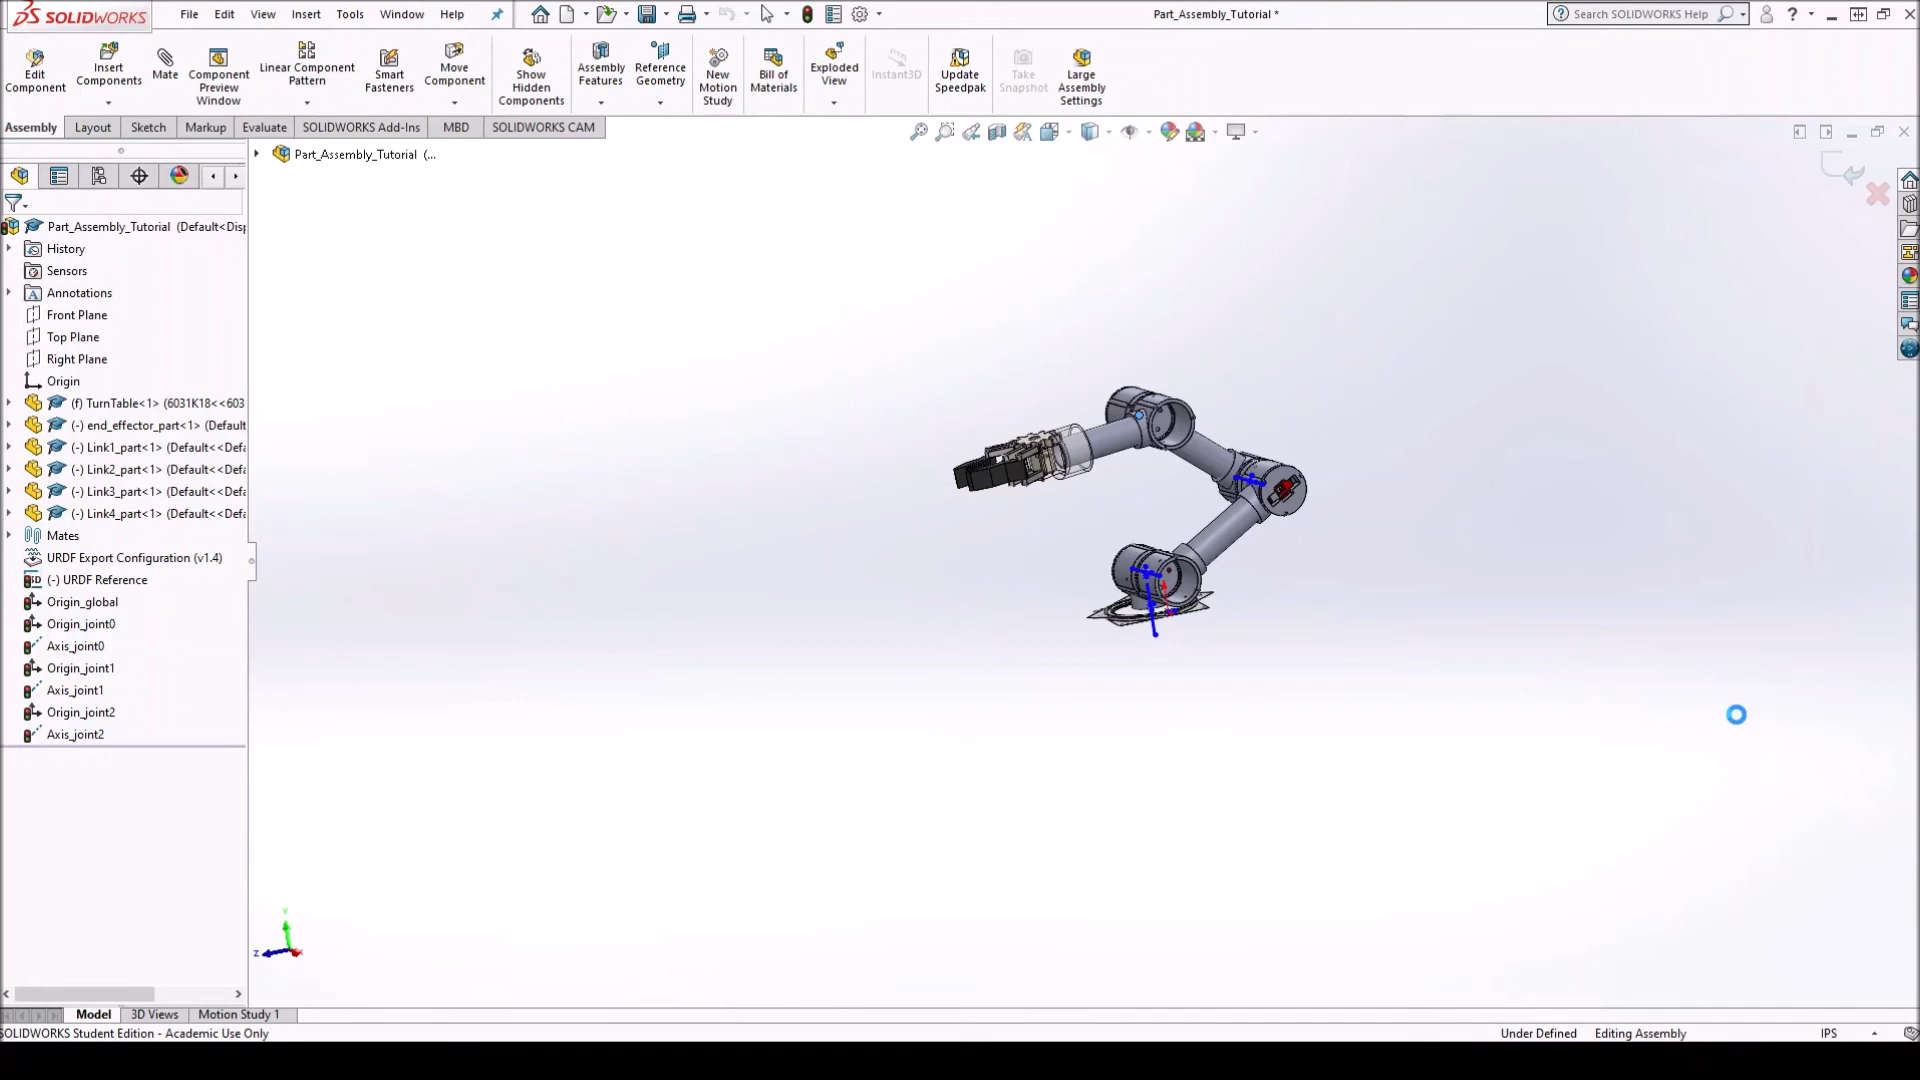 SOLIDWORKS File Edit View Insert Tools Window Help Part_Assembly_Tutorial * Search SOLIDWORKS Help ?
Edit Component
Insert Components
Mate
Component Preview Window
Linear Component Pattern
Smart Fasteners
Move Component
Show Hidden Components
Assembly Features
Reference Geometry
New Motion Study
Bill of Materials
Exploded View
Instant3D
Update Speedpak
Take Snapshot
Large Assembly Settings
Assembly Layout Sketch Markup Evaluate SOLIDWORKS Add-Ins MBD SOLIDWORKS CAM
Part_Assembly_Tutorial (...
Part_Assembly_Tutorial (Default<Disp
History
Sensors
Annotations
Front Plane
Top Plane
Right Plane
Origin
(f) TurnTable<1> (6031K18<<603
(-) end_effector_part<1> (Default
(-) Link1_part<1> (Default<<Defa
(-) Link2_part<1> (Default<<Defa
(-) Link3_part<1> (Default<<Defa
(-) Link4_part<1> (Default<<Defa
Mates
URDF Export Configuration (v1.4)
(-) URDF Reference
Origin_global
Origin_joint0
Axis_joint0
Origin_joint1
Axis_joint1
Origin_joint2
Axis_joint2
Y
Z
Model 3D Views Motion Study 1
SOLIDWORKS Student Edition - Academic Use Only Under Defined Editing Assembly IPS